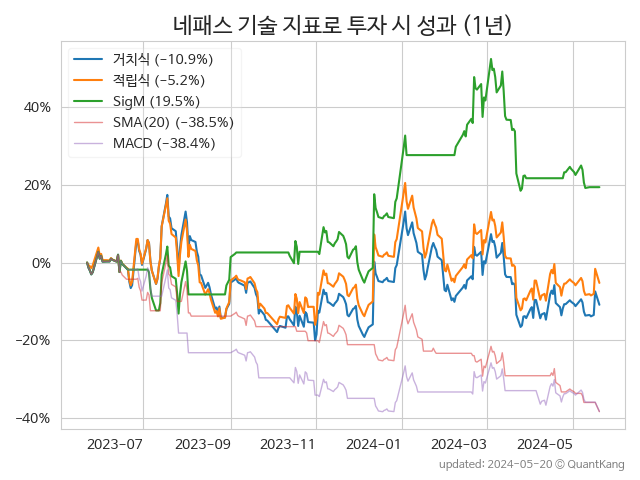 네패스 기술 지표로 투자 시 성과 (1년)
거치식 (−10.9%)
적립식 (−5.2%)
SigM (19.5%)
SMA(20) (−38.5%)
MACD (−38.4%)
40%
20%
0%
−20%
−40%
2023-07 2023-09 2023-11 2024-01 2024-03 2024-05
updated: 2024-05-20 © QuantKang